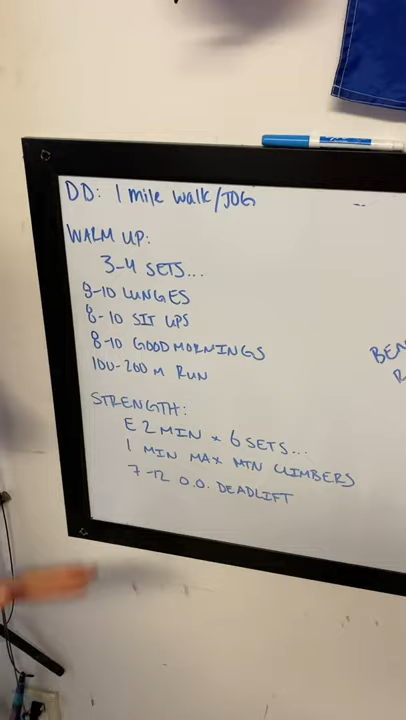 DD: 1 mile walk/JOG
WARM UP:
3-4 SETS...
8-10 LUNGES
8-10 SIT UPS
8-10 GOODMORNINGS
100-200 M RUN
STRENGTH:
E 2 MIN x 6 SETS...
1 MIN MAX MTN CLIMBERS
7-12 O.O. DEADLIFT